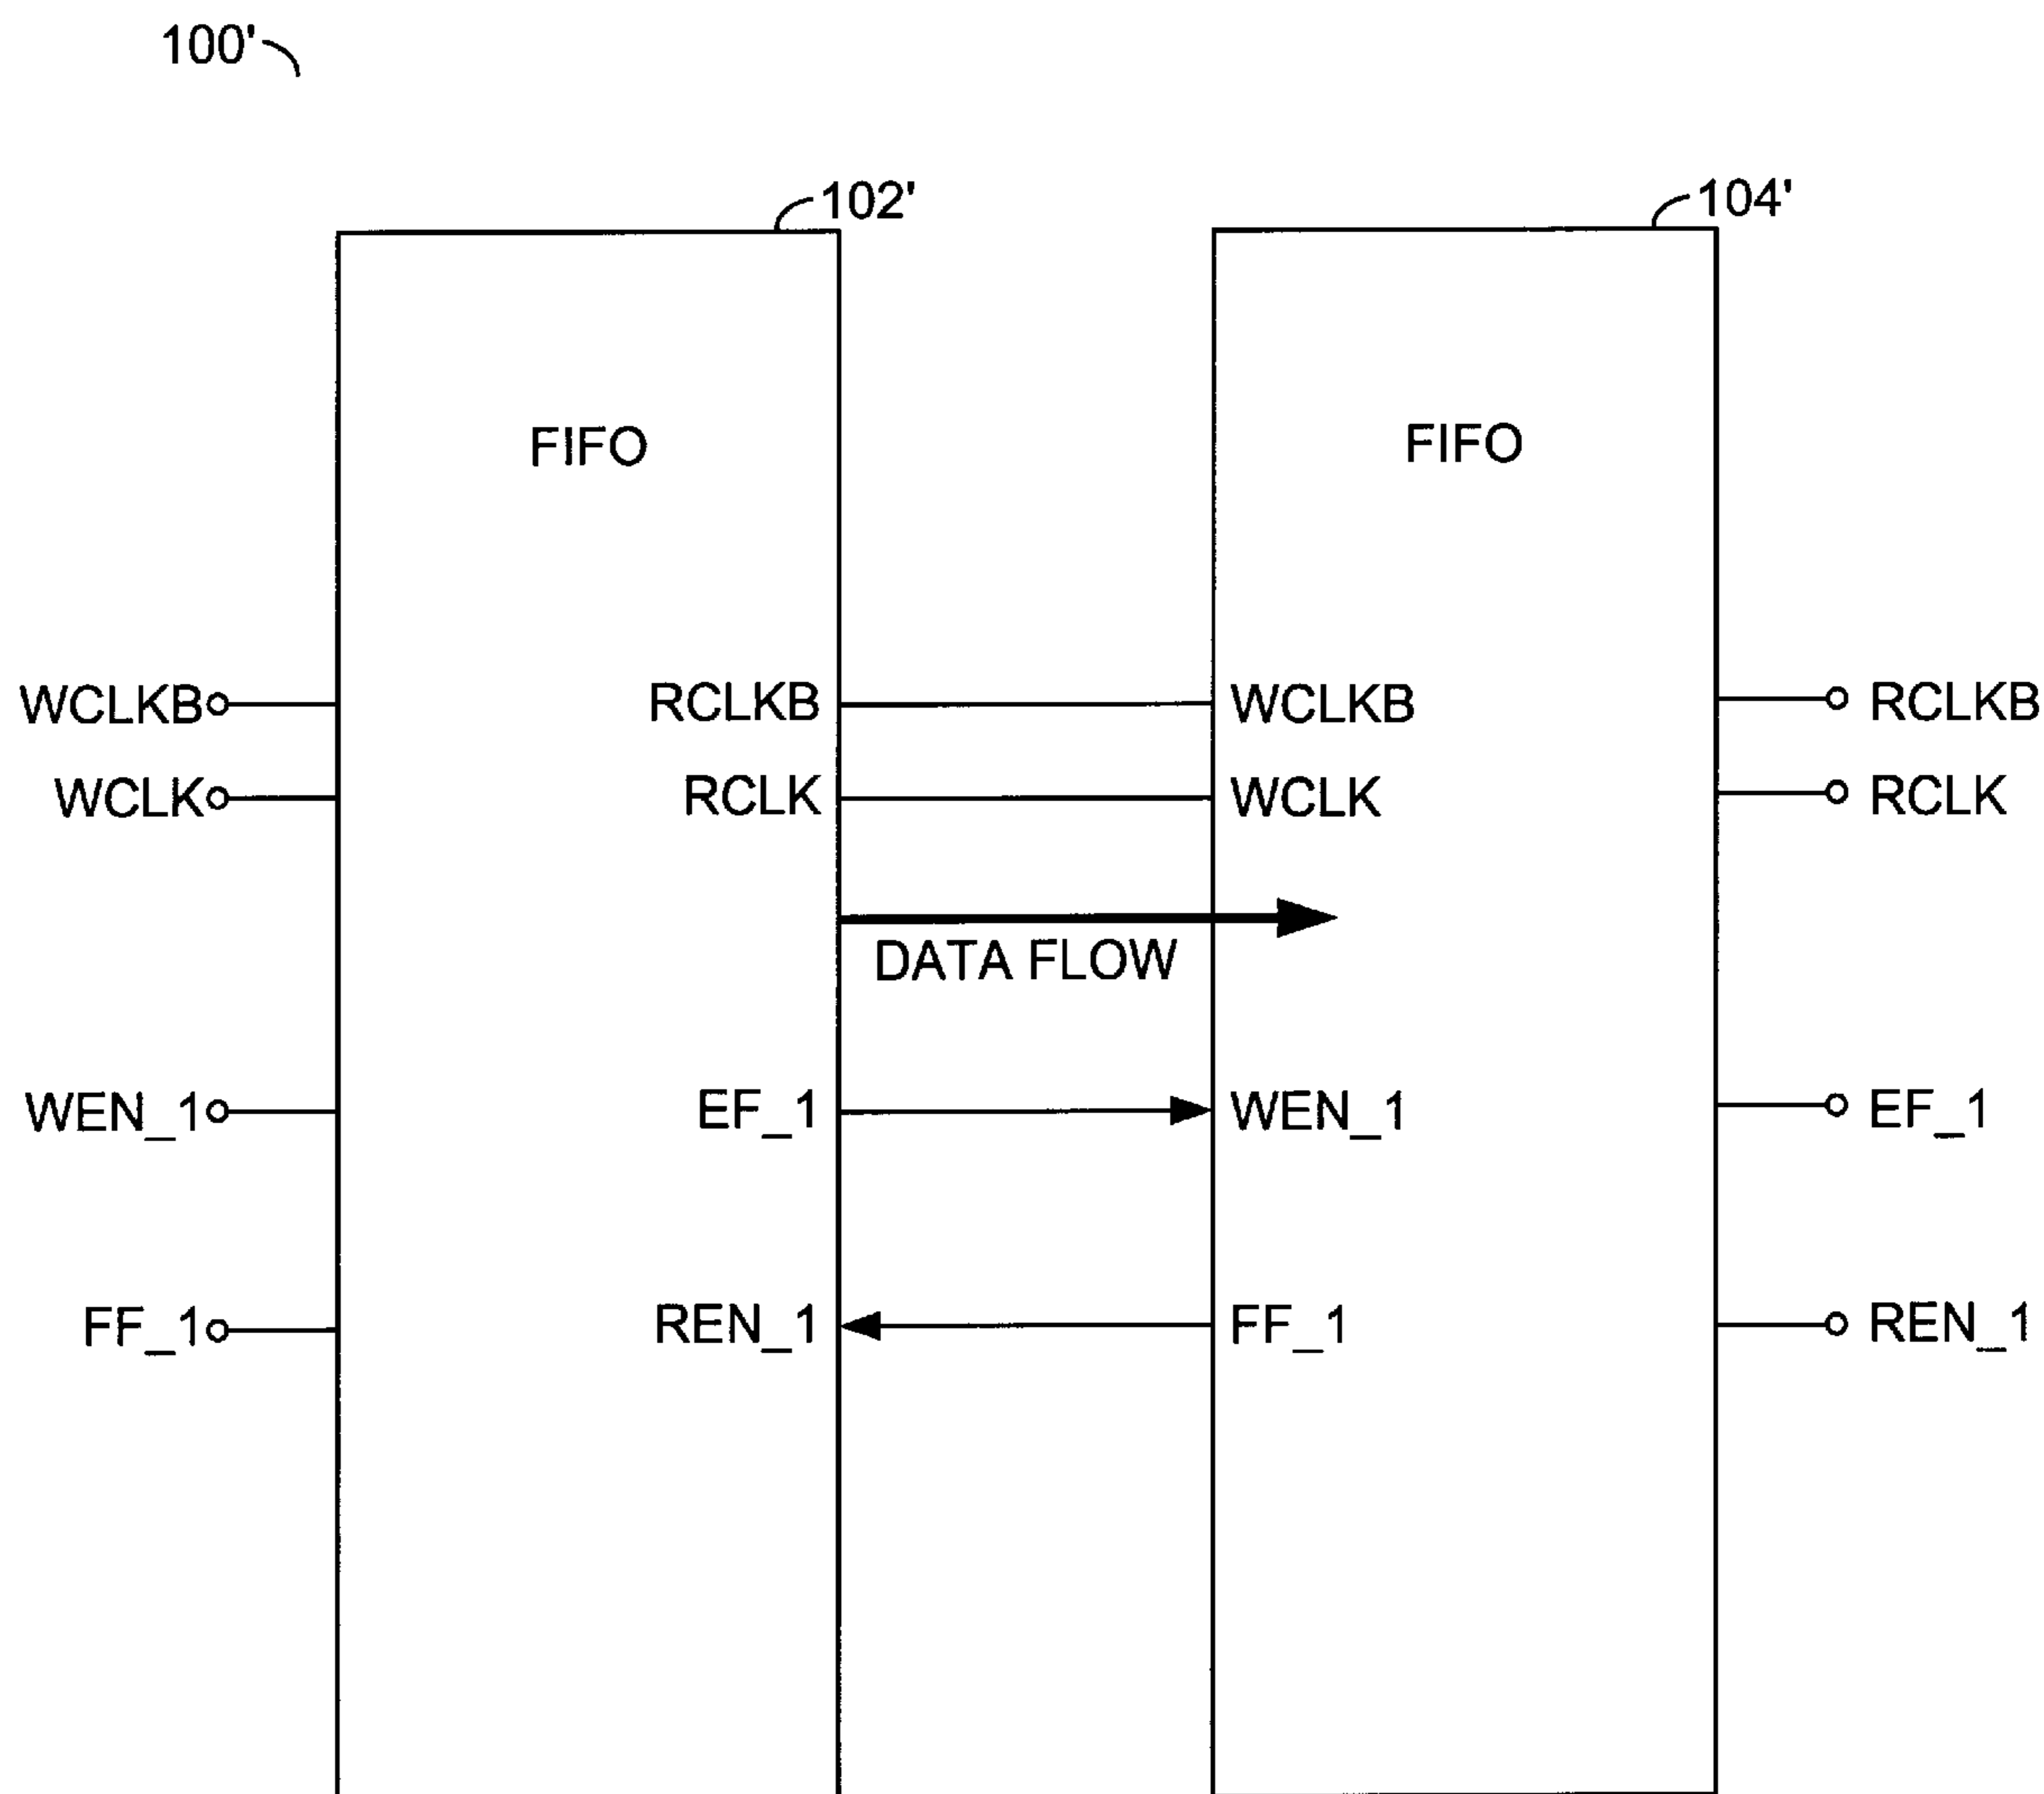 100'
102'
104'
FIFO
FIFO
WCLKB
RCLKB
WCLKB
RCLKB
WCLK
RCLK
WCLK
RCLK
DATA FLOW
WEN_1
EF_1
WEN_1
EF_1
FF_1
REN_1
FF_1
REN_1